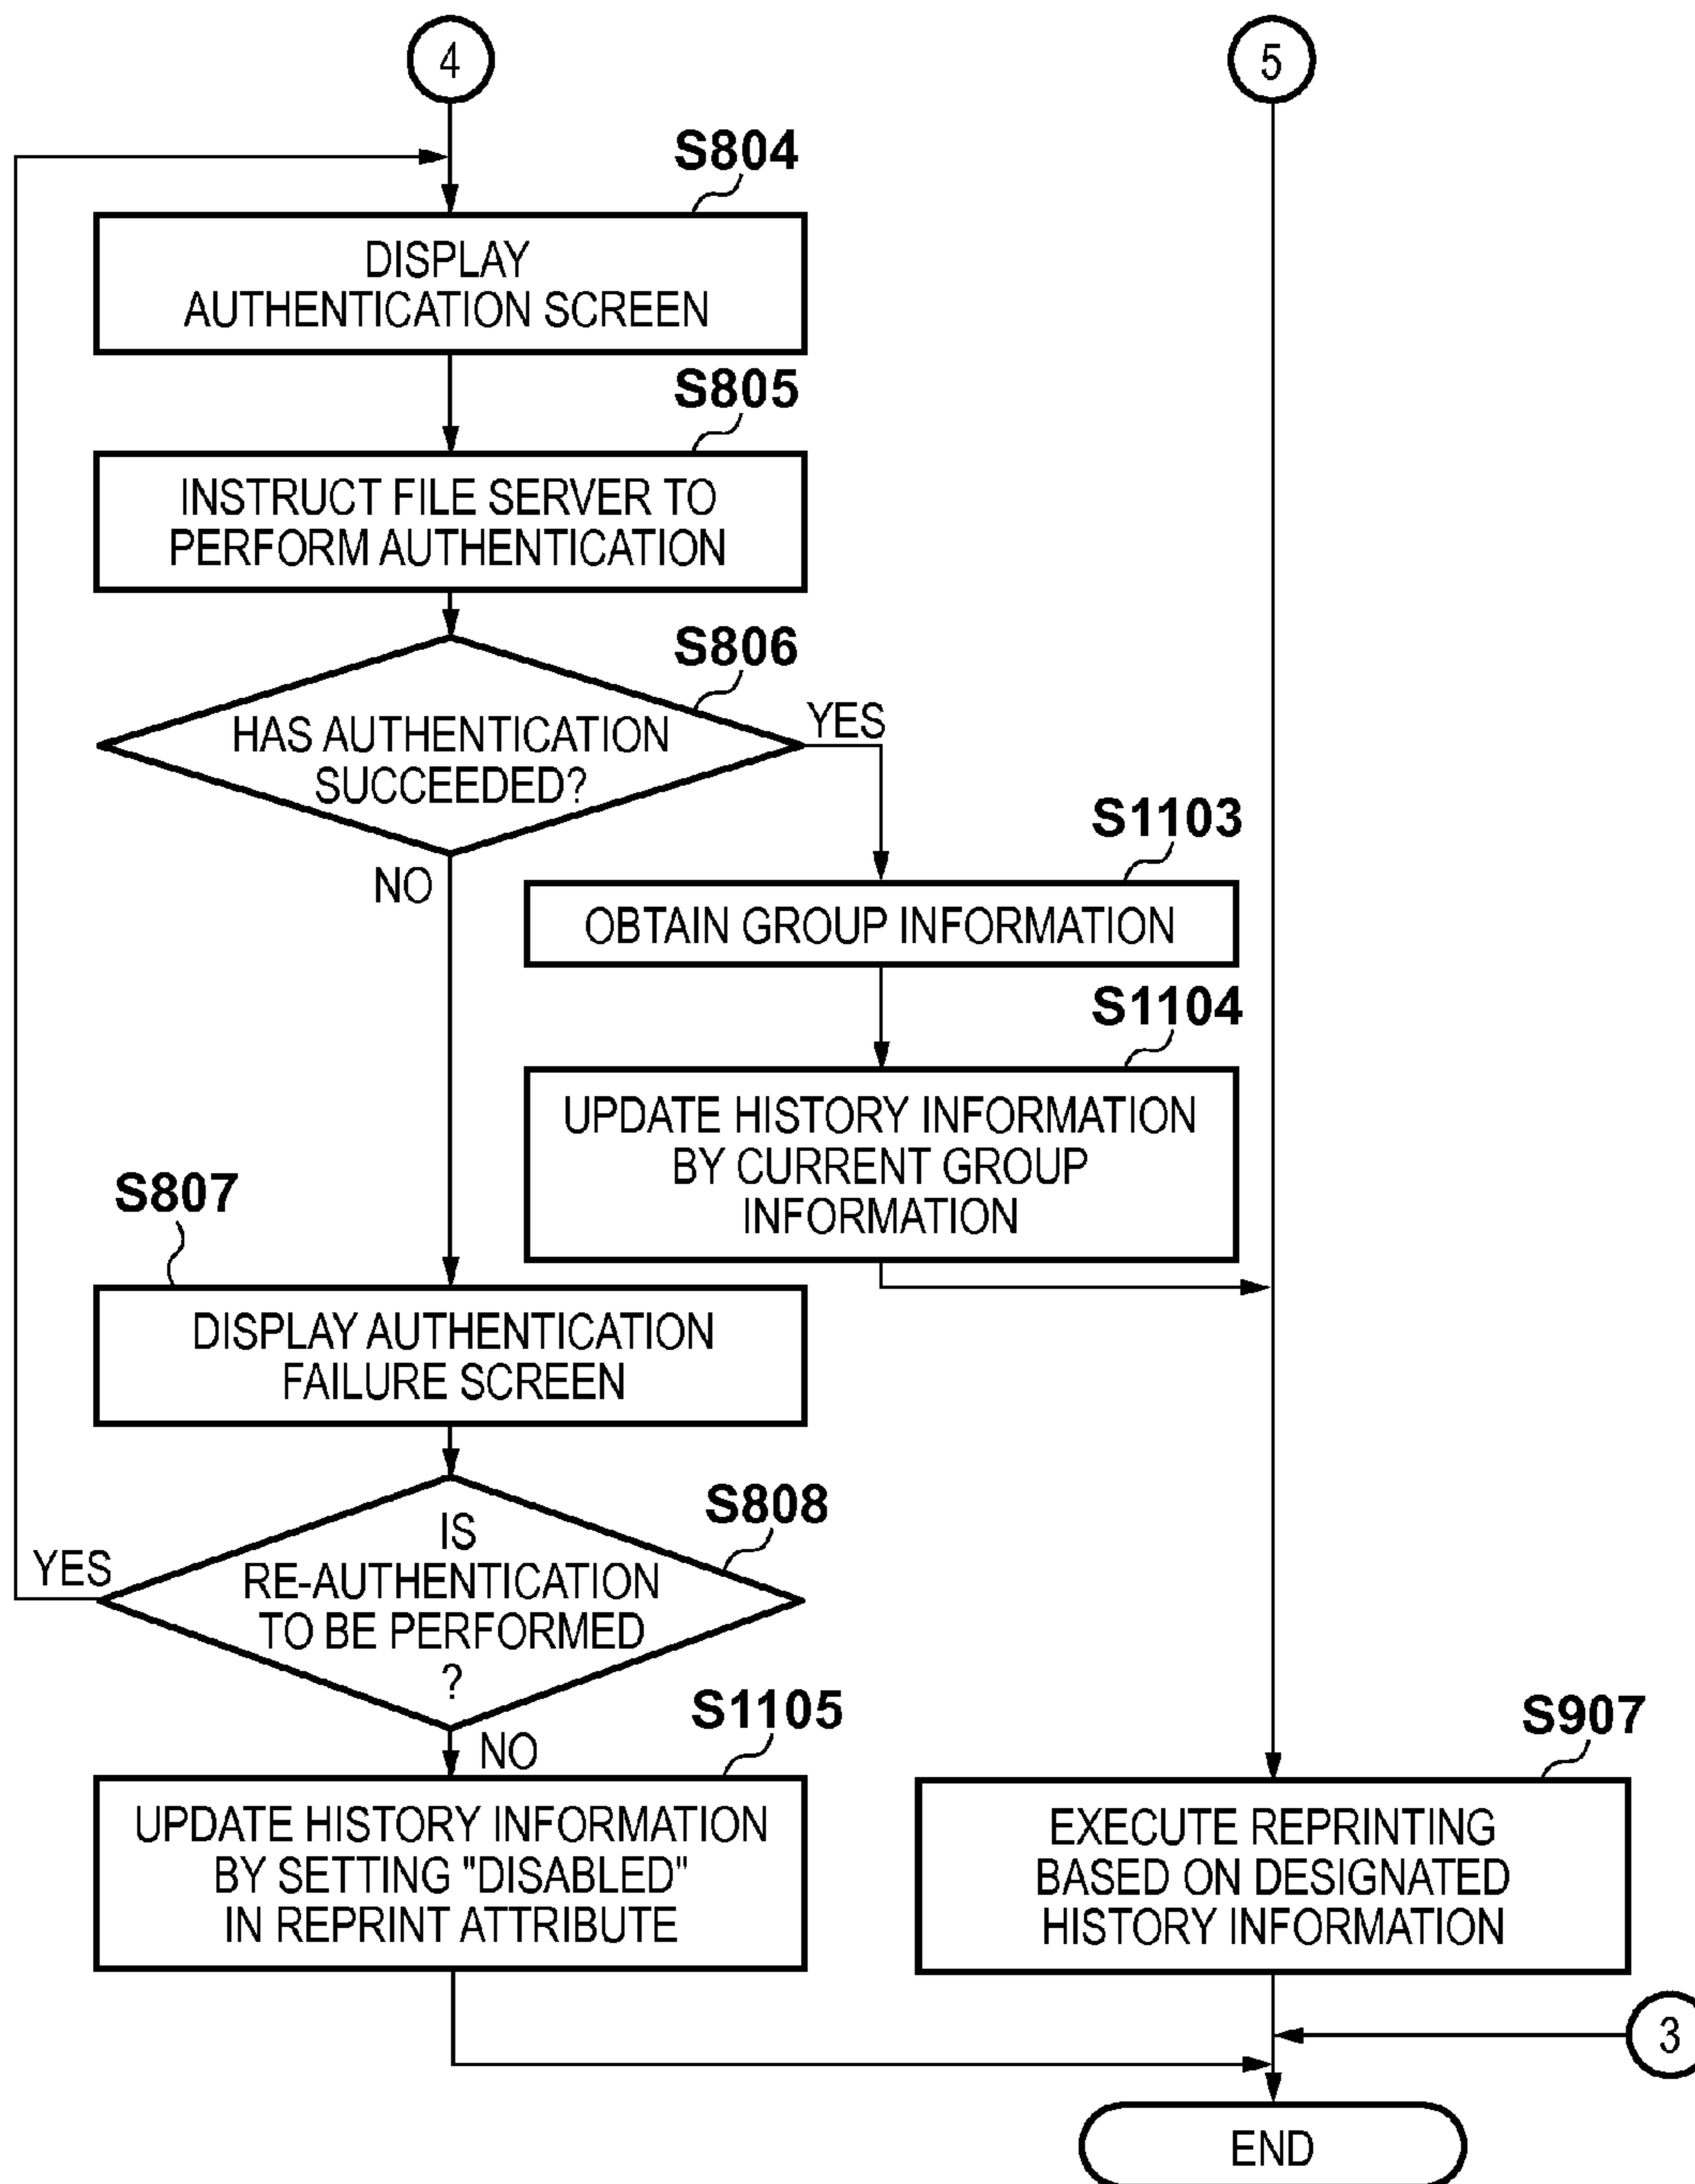 4
5
S804
DISPLAY
AUTHENTICATION SCREEN
S805
INSTRUCT FILE SERVER TO
PERFORM AUTHENTICATION
S806
HAS AUTHENTICATION
SUCCEEDED?
YES
NO
S1103
OBTAIN GROUP INFORMATION
S1104
UPDATE HISTORY INFORMATION
BY CURRENT GROUP
INFORMATION
S807
DISPLAY AUTHENTICATION
FAILURE SCREEN
S808
IS
RE-AUTHENTICATION
TO BE PERFORMED
?
YES
NO
S1105
UPDATE HISTORY INFORMATION
BY SETTING "DISABLED"
IN REPRINT ATTRIBUTE
S907
EXECUTE REPRINTING
BASED ON DESIGNATED
HISTORY INFORMATION
3
END